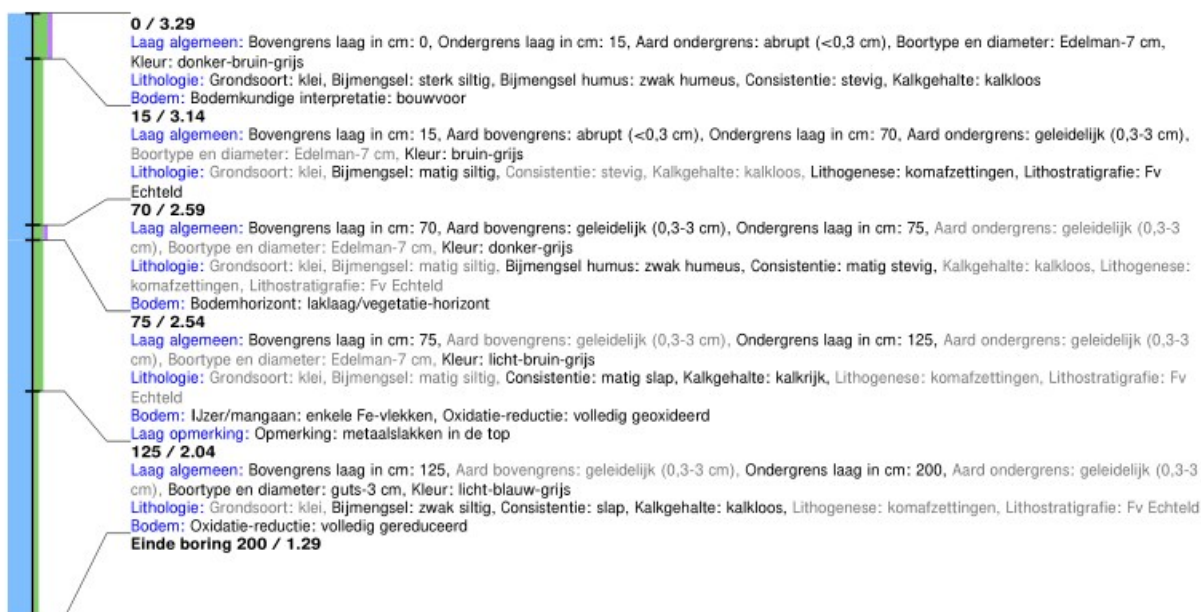 0 / 3.29
Laag algemeen: Bovengrens laag in cm: 0, Ondergrens laag in cm: 15, Aard ondergrens: abrupt (<0,3 cm), Boortype en diameter: Edelman-7 cm,
Kleur: donker-bruin-grijs
Lithologie: Grondsoort: klei, Bijmengsel: sterk siltig, Bijmengsel humus: zwak humeus, Consistentie: stevig, Kalkgehalte: kalkloos
Bodem: Bodemkundige interpretatie: bouwvoor
15 / 3.14
Laag algemeen: Bovengrens laag in cm: 15, Aard bovengrens: abrupt (<0,3 cm), Ondergrens laag in cm: 70, Aard ondergrens: geleidelijk (0,3-3 cm),
Boortype en diameter: Edelman-7 cm, Kleur: bruin-grijs
Lithologie: Grondsoort: klei, Bijmengsel: matig siltig, Consistentie: stevig, Kalkgehalte: kalkloos, Lithogenese: komafzettingen, Lithostratigrafie: Fv
Echteld
70 / 2.59
Laag algemeen: Bovengrens laag in cm: 70, Aard bovengrens: geleidelijk (0,3-3 cm), Ondergrens laag in cm: 75, Aard ondergrens: geleidelijk (0,3-3
cm), Boortype en diameter: Edelman-7 cm, Kleur: donker-grijs
Lithologie: Grondsoort: klei, Bijmengsel: matig siltig, Bijmengsel humus: zwak humeus, Consistentie: matig stevig, Kalkgehalte: kalkloos, Lithogenese:
komafzettingen, Lithostratigrafie: Fv Echteld
Bodem: Bodemhorizont: laklaag/vegetatie-horizont
75 / 2.54
Laag algemeen: Bovengrens laag in cm: 75, Aard bovengrens: geleidelijk (0,3-3 cm), Ondergrens laag in cm: 125, Aard ondergrens: geleidelijk (0,3-3
cm), Boortype en diameter: Edelman-7 cm, Kleur: licht-bruin-grijs
Lithologie: Grondsoort: klei, Bijmengsel: matig siltig, Consistentie: matig slap, Kalkgehalte: kalkrijk, Lithogenese: komafzettingen, Lithostratigrafie: Fv
Echteld
Bodem: IJzer/mangaan: enkele Fe-vlekken, Oxidatie-reductie: volledig geoxideerd
Laag opmerking: Opmerking: metaalslakken in de top
125 / 2.04
Laag algemeen: Bovengrens laag in cm: 125, Aard bovengrens: geleidelijk (0,3-3 cm), Ondergrens laag in cm: 200, Aard ondergrens: geleidelijk (0,3-3
cm), Boortype en diameter: guts-3 cm, Kleur: licht-blauw-grijs
Lithologie: Grondsoort: klei, Bijmengsel: zwak siltig, Consistentie: slap, Kalkgehalte: kalkloos, Lithogenese: komafzettingen, Lithostratigrafie: Fv Echteld
Bodem: Oxidatie-reductie: volledig gereduceerd
Einde boring 200 / 1.29